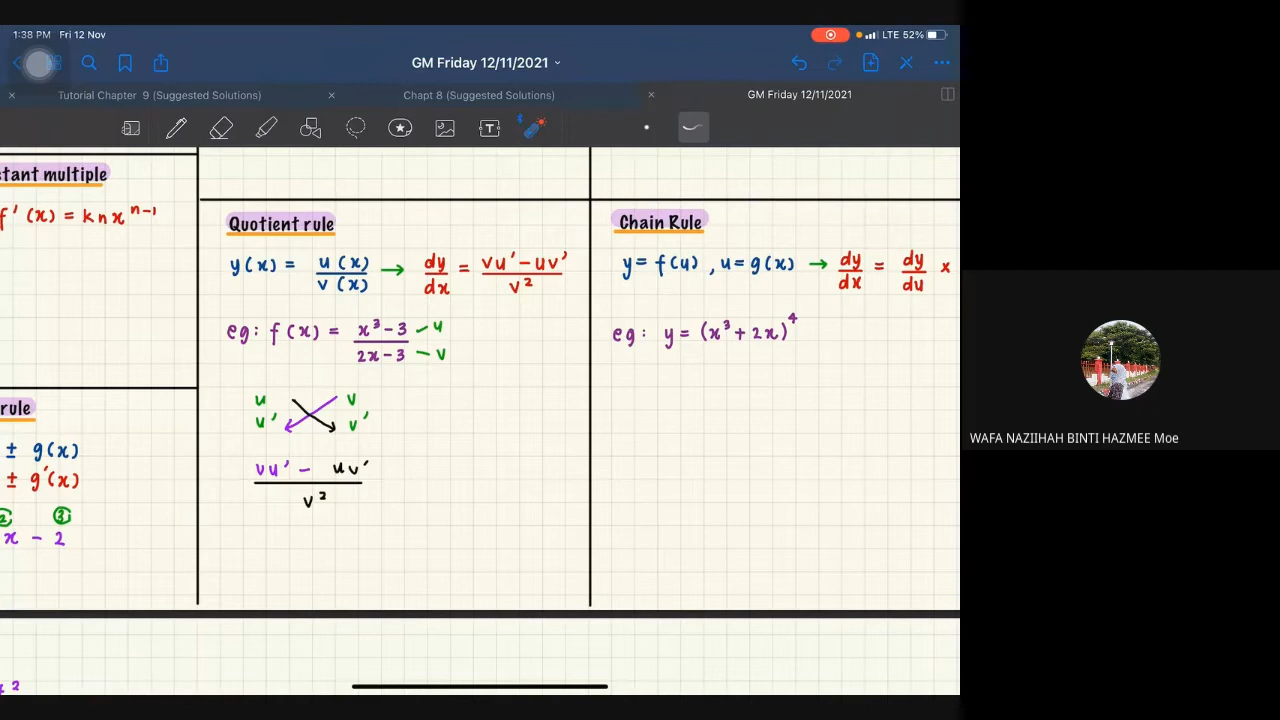 1:38 PM Fri 12 Nov
LTE 52%
GM Friday 12/11/2021
Tutorial Chapter 9 (Suggested Solutions)
Chapt 8 (Suggested Solutions)
GM Friday 12/11/2021
stant multiple
f'(x) = knx^{n-1}
rule
± g(x)
± g'(x)
② ③
x - 2
Quotient rule
y(x) = u(x)/v(x) → dy/dx = (vu' - uv')/v²
eg: f(x) = (x³-3)/(2x-3) - u - v
u v
v' v'
vu' - uv'
v²
Chain Rule
y = f(u), u = g(x) → dy/dx = dy/du ×
eg: y = (x³ + 2x)⁴
WAFA NAZIIHAH BINTI HAZMEE Moe